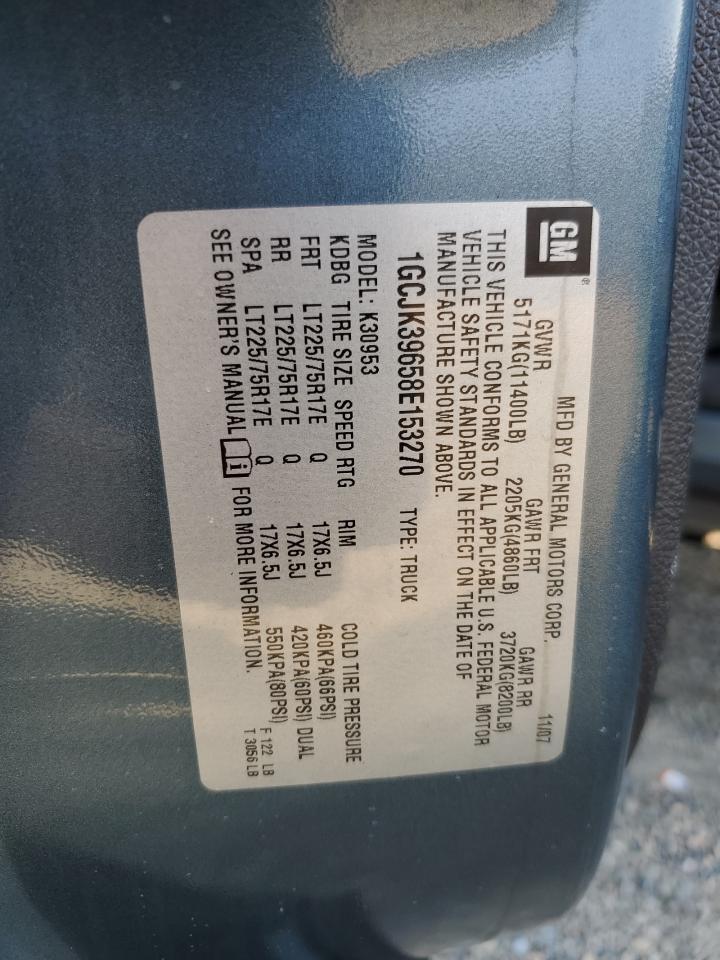 GM ®
MFD BY GENERAL MOTORS CORP. 11/07
GVWR GAWR FRT GAWR RR
5171KG(11400LB) 2205KG(4860LB) 3720KG(8200LB)
THIS VEHICLE CONFORMS TO ALL APPLICABLE U.S. FEDERAL MOTOR
VEHICLE SAFETY STANDARDS IN EFFECT ON THE DATE OF
MANUFACTURE SHOWN ABOVE.
1GCJK39658E153270 TYPE: TRUCK
MODEL: K30953
KDBG TIRE SIZE SPEED RTG RIM COLD TIRE PRESSURE
FRT LT225/75R17E Q 17X6.5J 460KPA(66PSI)
RR LT225/75R17E Q 17X6.5J 420KPA(60PSI) DUAL
SPA LT225/75R17E Q 17X6.5J 550KPA(80PSI)
SEE OWNER'S MANUAL i FOR MORE INFORMATION.
F 122 LB
T 3056 LB